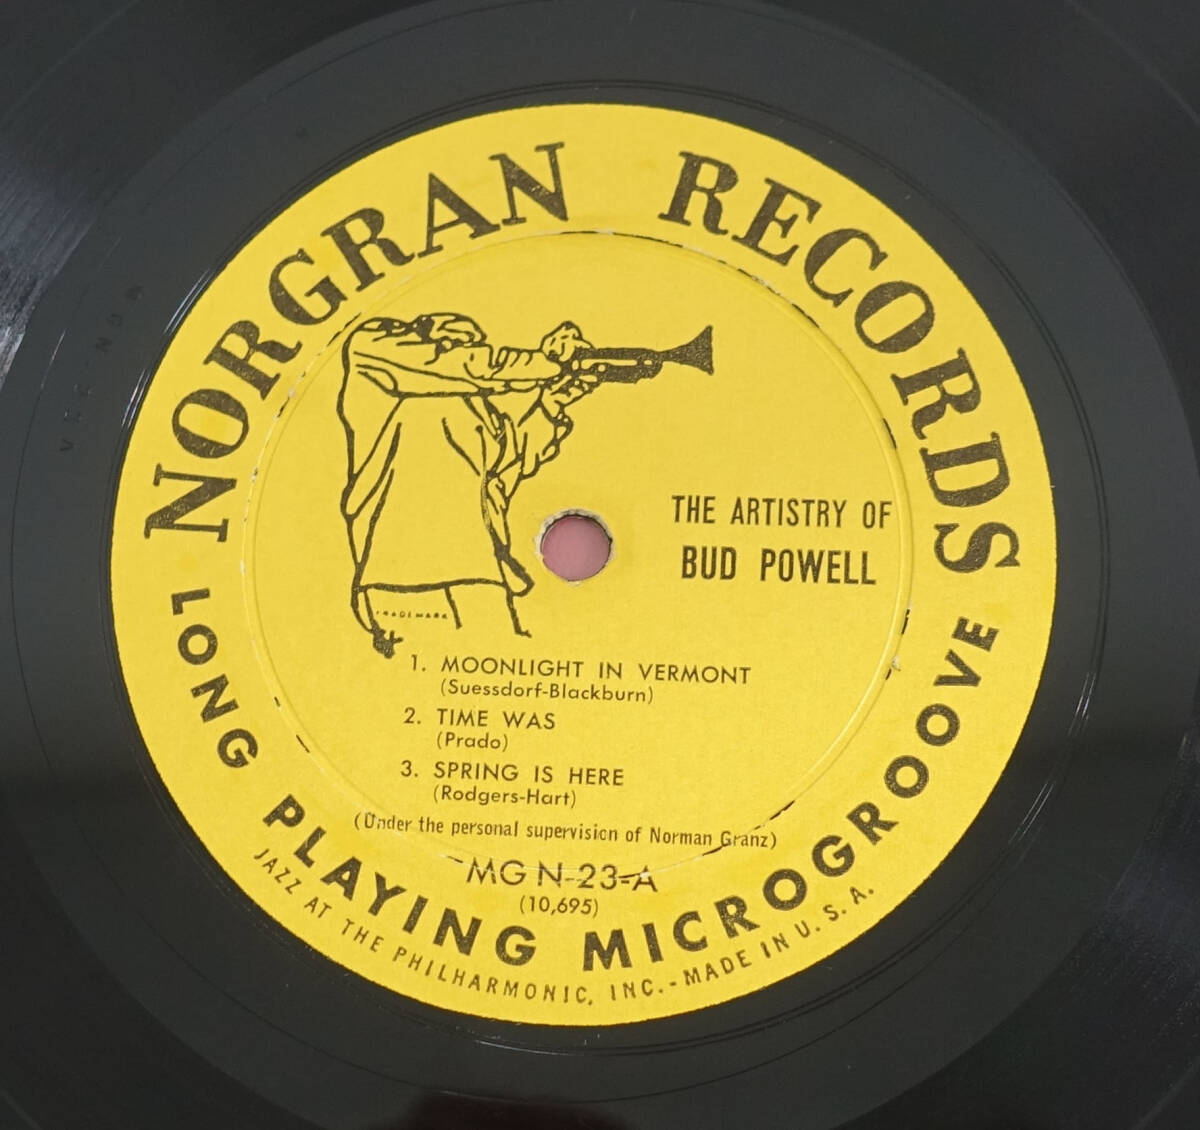 NORGRAN RECORDS
THE ARTISTRY OF
BUD POWELL
TRADEMARK
1. MOONLIGHT IN VERMONT
(Suessdorf-Blackburn)
2. TIME WAS
(Prado)
3. SPRING IS HERE
(Rodgers-Hart)
(Under the personal supervision of Norman Granz)
MG N-23-A
(10,695)
LONG PLAYING MICROGROOVE
JAZZ AT THE PHILHARMONIC, INC.-MADE IN U. S. A.